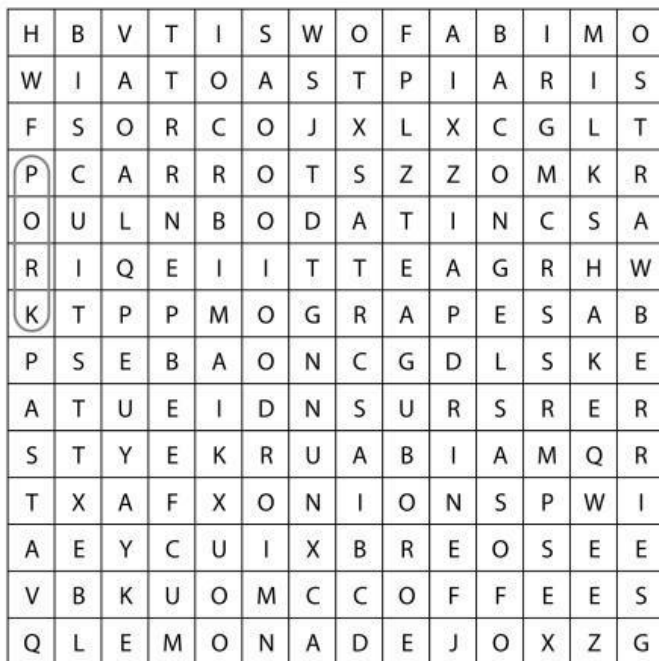 H B V T I S W O F A B I M O
W I A T O A S T P I A R I S
F S O R C O J X L X C G L T
P C A R R O T S Z Z O M K R
O U L N B O D A T I N C S A
R I Q E I I T T E A G R H W
K T P P M O G R A P E S A B
P S E B A O N C G D L S K E
A T U E I D N S U R S R E R
S T Y E K R U A B I A M Q R
T X A F X O N I O N S P W I
A E Y C U I X B R E O S E E
V B K U O M C C O F F E E S
Q L E M O N A D E J O X Z G